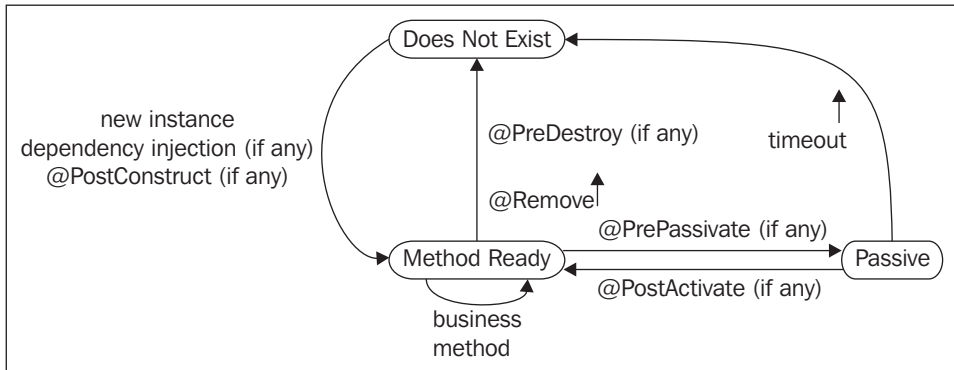 Does Not Exist
new instance
dependency injection (if any)
@PostConstruct (if any)
@PreDestroy (if any)
timeout
@Remove
@PrePassivate (if any)
Method Ready
Passive
@PostActivate (if any)
business
method